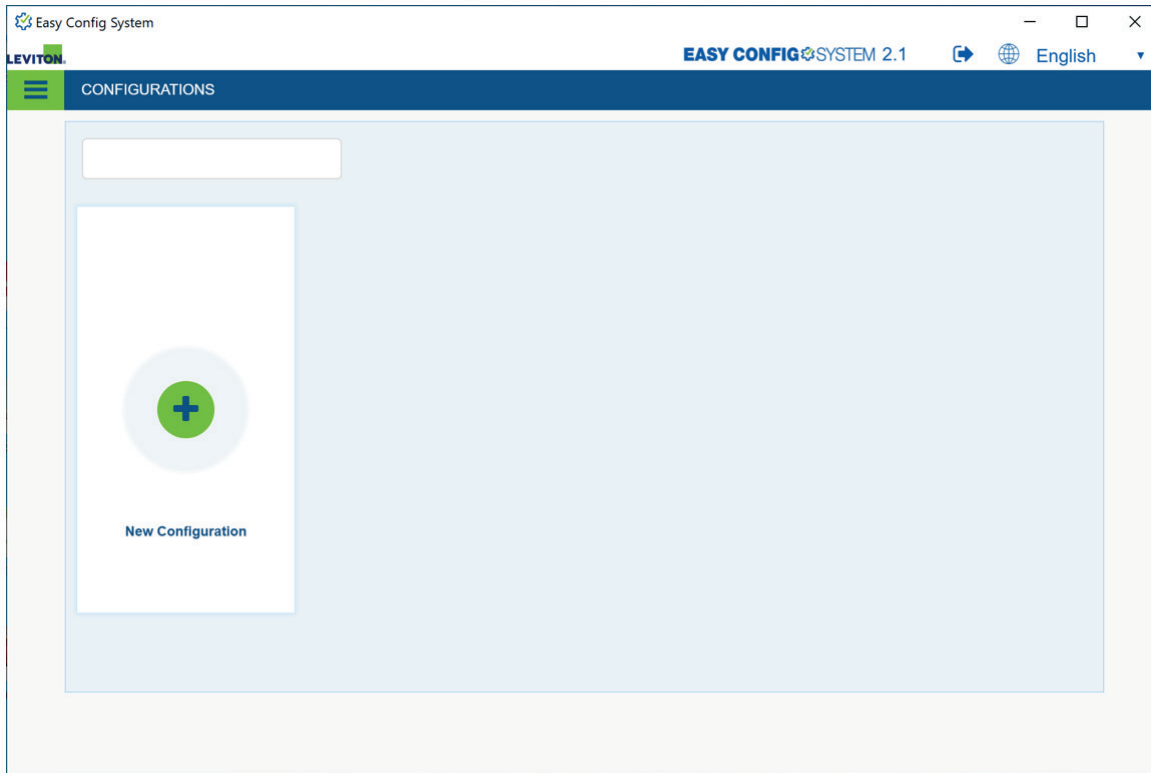 Easy Config System
LEVITON.
EASY CONFIG SYSTEM 2.1
English
CONFIGURATIONS
New Configuration